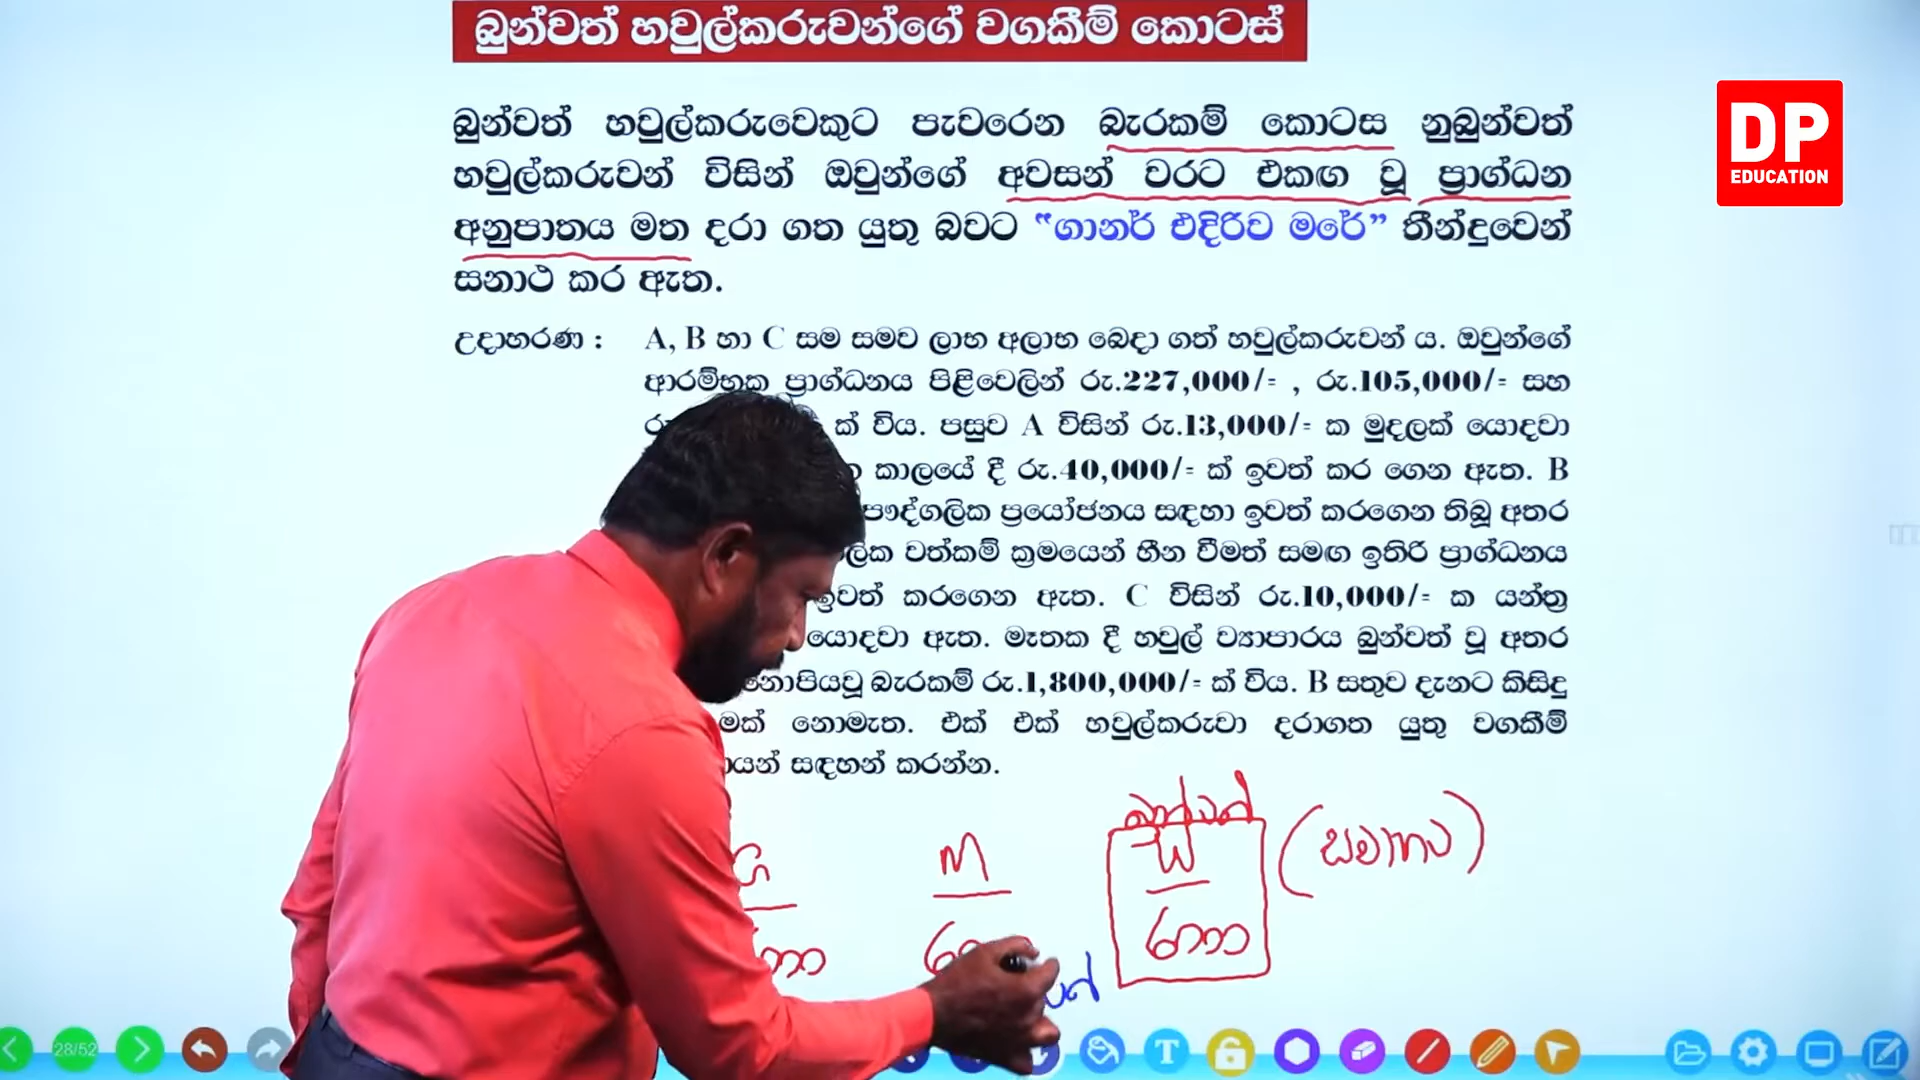 බුන්වත් හවුල්කරුවන්ගේ වගකීම් කොටස්
DP
EDUCATION
බුන්වත් හවුල්කරුවෙකුට පැවරෙන බැරකම් කොටස නුබුන්වත්
හවුල්කරුවන් විසින් ඔවුන්ගේ අවසන් වරට එකඟ වූ ප්‍රාග්ධන
අනුපාතය මත දරා ගත යුතු බවට “ගානර් එදිරිව මරේ” තීන්දුවෙන්
සනාථ කර ඇත.
උදාහරණ : A, B හා C සම සමව ලාභ අලාභ බෙදා ගත් හවුල්කරුවන් ය. ඔවුන්ගේ
ආරම්භක ප්‍රාග්ධනය පිළිවෙලින් රු.227,000/= , රු.105,000/= සහ
ක් විය. පසුව A විසින් රු.13,000/= ක මුදලක් යොදවා
කාලයේ දී රු.40,000/= ක් ඉවත් කර ගෙන ඇත. B
පෞද්ගලික ප්‍රයෝජනය සඳහා ඉවත් කරගෙන තිබූ අතර
වත්කම් ක්‍රමයෙන් හීන වීමත් සමඟ ඉතිරි ප්‍රාග්ධනය
ඉවත් කරගෙන ඇත. C විසින් රු.10,000/= ක යන්ත්‍ර
යොදවා ඇත. මෑතක දී හවුල් ව්‍යාපාරය බුන්වත් වූ අතර
නොපියවූ බැරකම් රු.1,800,000/= ක් විය. B සතුව දැනට කිසිදු
නොමැත. එක් එක් හවුල්කරුවා දරාගත යුතු වගකීම්
සඳහන් කරන්න.
28/52
T